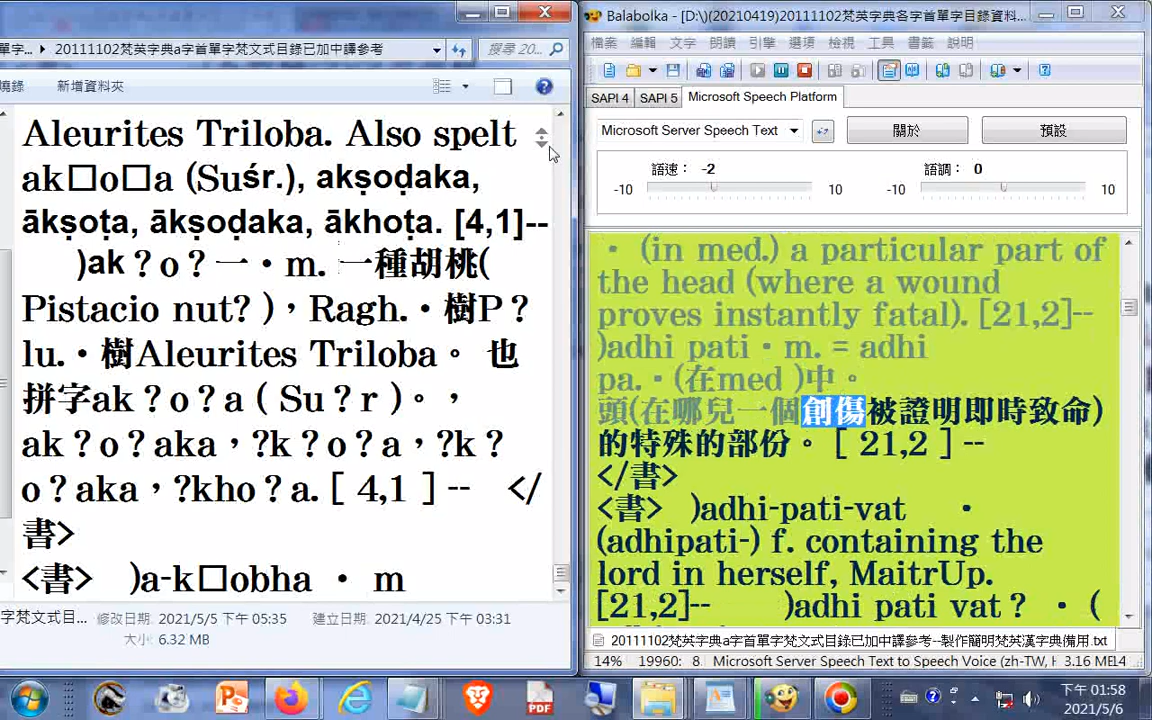 單字... ▸ 20111102梵英字典a字首單字梵文式目錄已加中譯參考
搜尋 20...
燒錄 新增資料夾
Aleurites Triloba. Also spelt
ak□o□a (Suśr.), akṣoḍaka,
ākṣoṭa, ākṣoḍaka, ākhoṭa. [4,1]--
)ak？o？一・m. 一種胡桃(
Pistacio nut? )，Ragh.・樹P？
lu.・樹Aleurites Triloba。 也
拼字ak？o？a ( Su？r )。，
ak？o？aka，?k？o？a，?k？
o？aka，?kho？a. [ 4,1 ] -- </
書>
<書> )a-k□obha ・ m
字梵文式目... 修改日期: 2021/5/5 下午 05:35 建立日期: 2021/4/25 下午 03:31
大小: 6.32 MB
Balabolka - [D:\)(20210419)20111102梵英字典各字首單字目錄資料...
檔案 編輯 文字 朗讀 引擎 選項 檢視 工具 書籤 說明
SAPI 4 SAPI 5 Microsoft Speech Platform
Microsoft Server Speech Text 關於 預設
語速: -2 語調: 0
-10 10 -10 10
・ (in med.) a particular part of
the head (where a wound
proves instantly fatal). [21,2]--
)adhi pati・m. = adhi
pa.・(在med )中。
頭(在哪兒一個創傷被證明即時致命)
的特殊的部份。 [ 21,2 ] --
</書>
<書> )adhi-pati-vat ・
(adhipati-) f. containing the
lord in herself, MaitrUp.
[21,2]-- )adhi pati vat？ ・ (
20111102梵英字典a字首單字梵文式目錄已加中譯參考--製作簡明梵英漢字典備用.txt
14% 19960: 8 Microsoft Server Speech Text to Speech Voice (zh-TW, H 3.16 MB
下午 01:58
2021/5/6